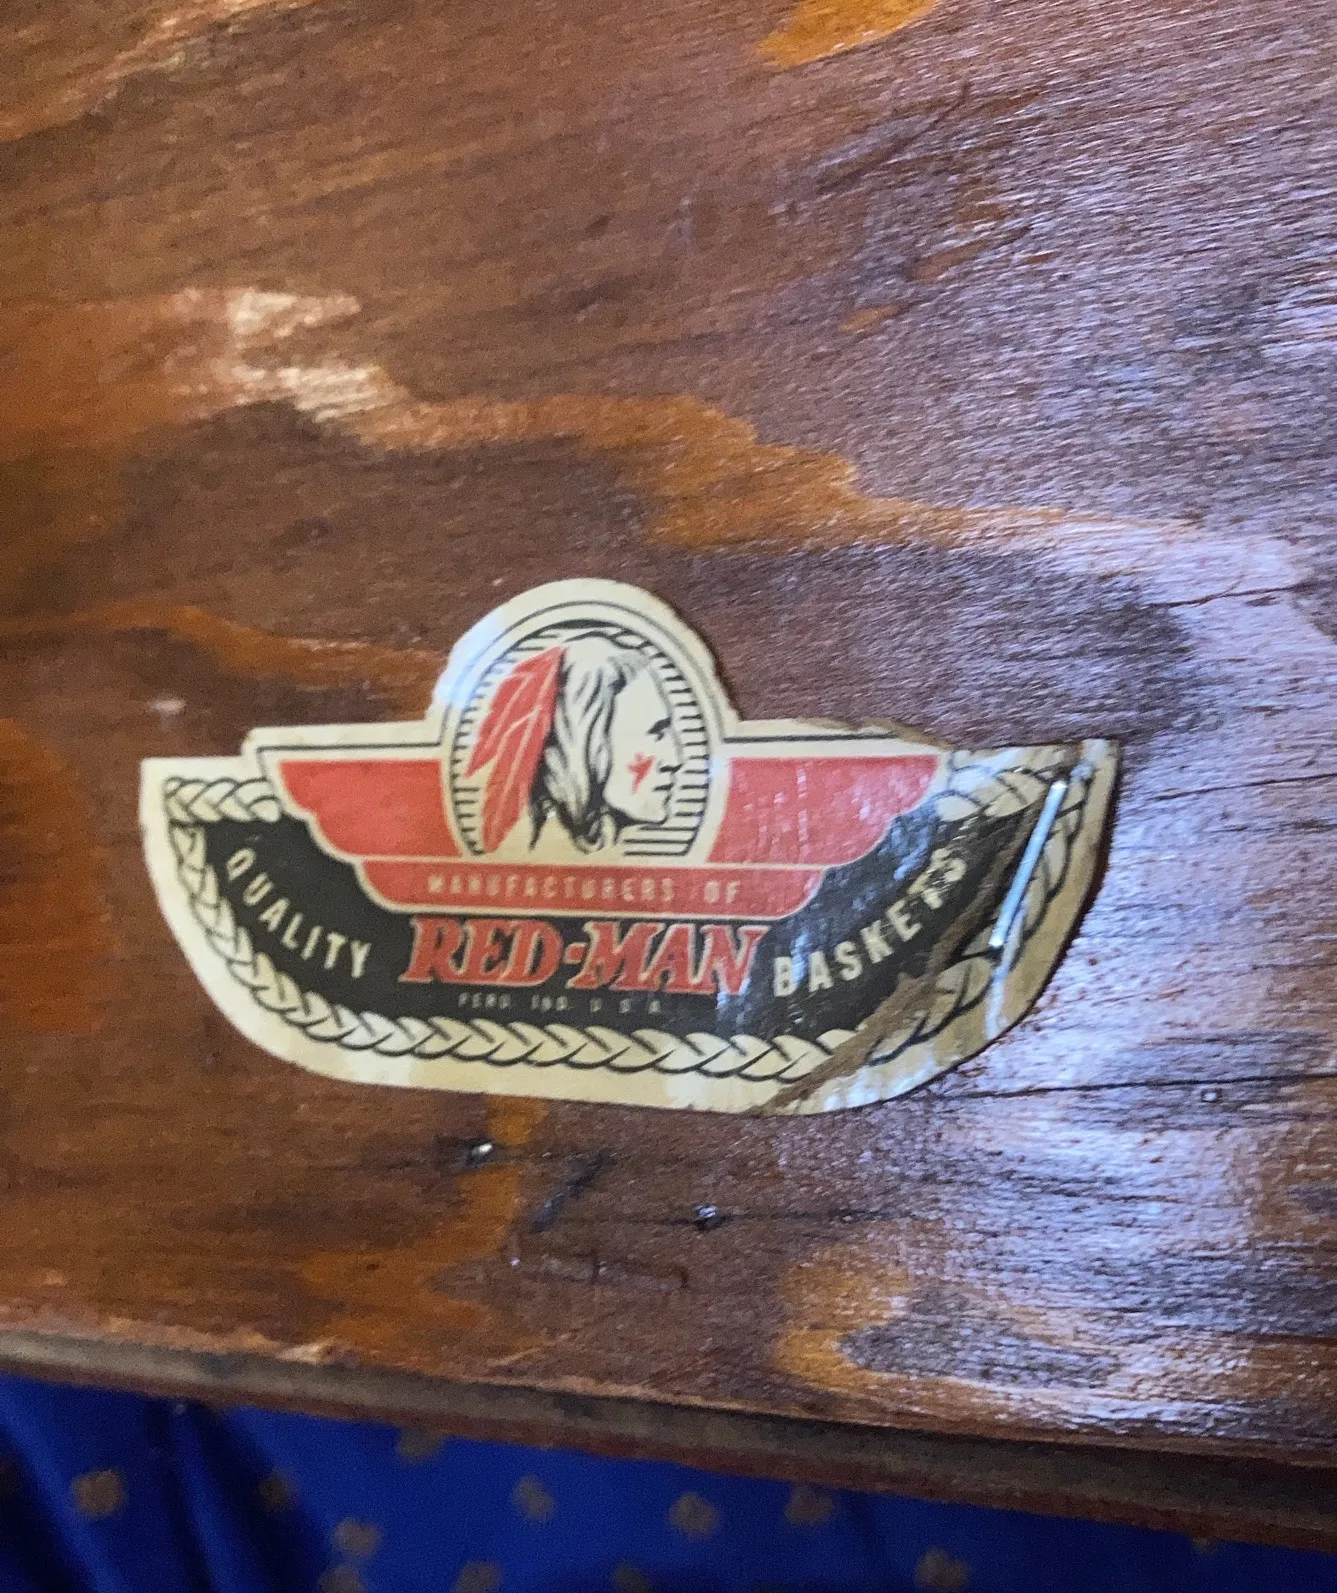 MANUFACTURERS OF
QUALITY RED-MAN BASKETS
PERU IND. U S A